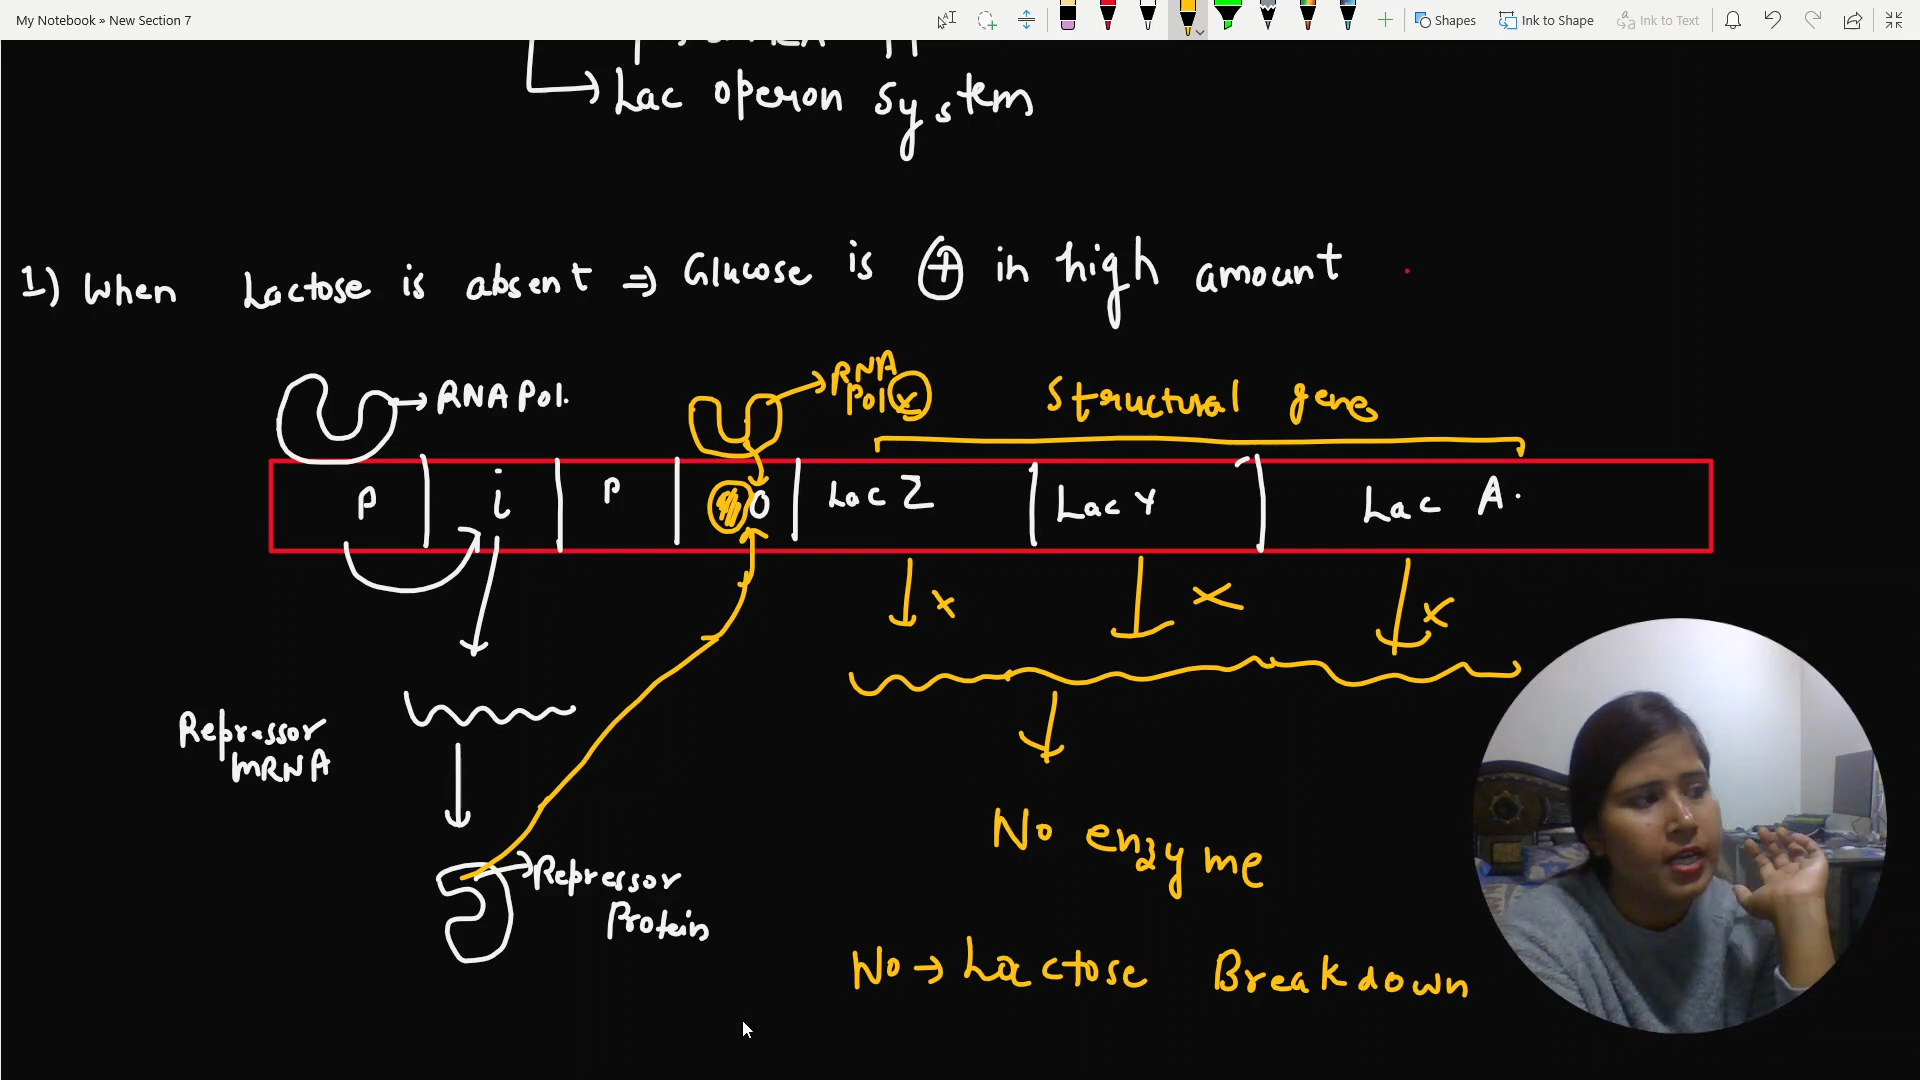 My Notebook » New Section 7
Shapes
Ink to Shape
Ink to Text
Lac operon system
1) When Lactose is absent ⇒ Glucose is ⊕ in high amount
RNA Pol.
RNA
Pol x
Structural genes
P i P O Lac Z Lac Y Lac A.
x x x
Repressor
mRNA
Repressor
Protein
No enzyme
No → Lactose Breakdown